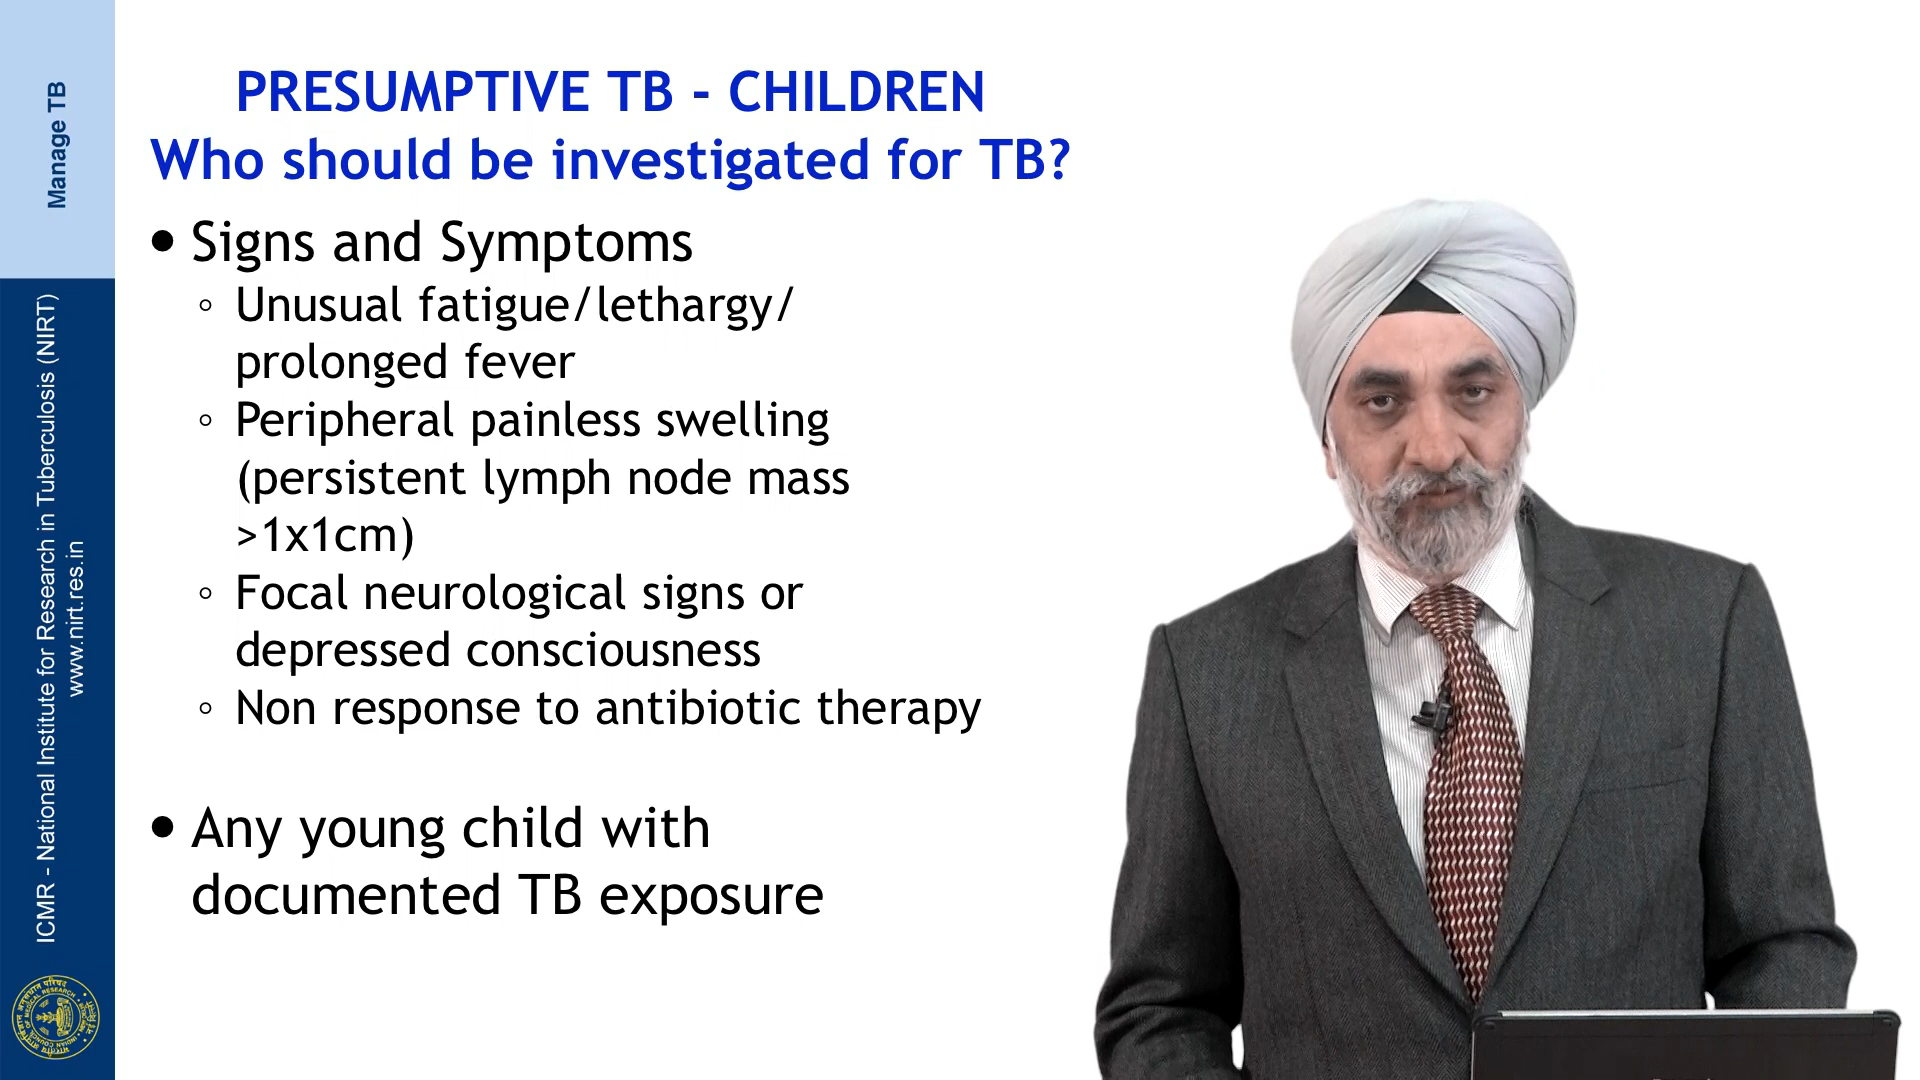 Manage TB
ICMR - National Institute for Research in Tuberculosis (NIRT)
www.nirt.res.in
PRESUMPTIVE TB - CHILDREN
Who should be investigated for TB?
• Signs and Symptoms
◦ Unusual fatigue/lethargy/
prolonged fever
◦ Peripheral painless swelling
(persistent lymph node mass
>1x1cm)
◦ Focal neurological signs or
depressed consciousness
◦ Non response to antibiotic therapy
• Any young child with
documented TB exposure